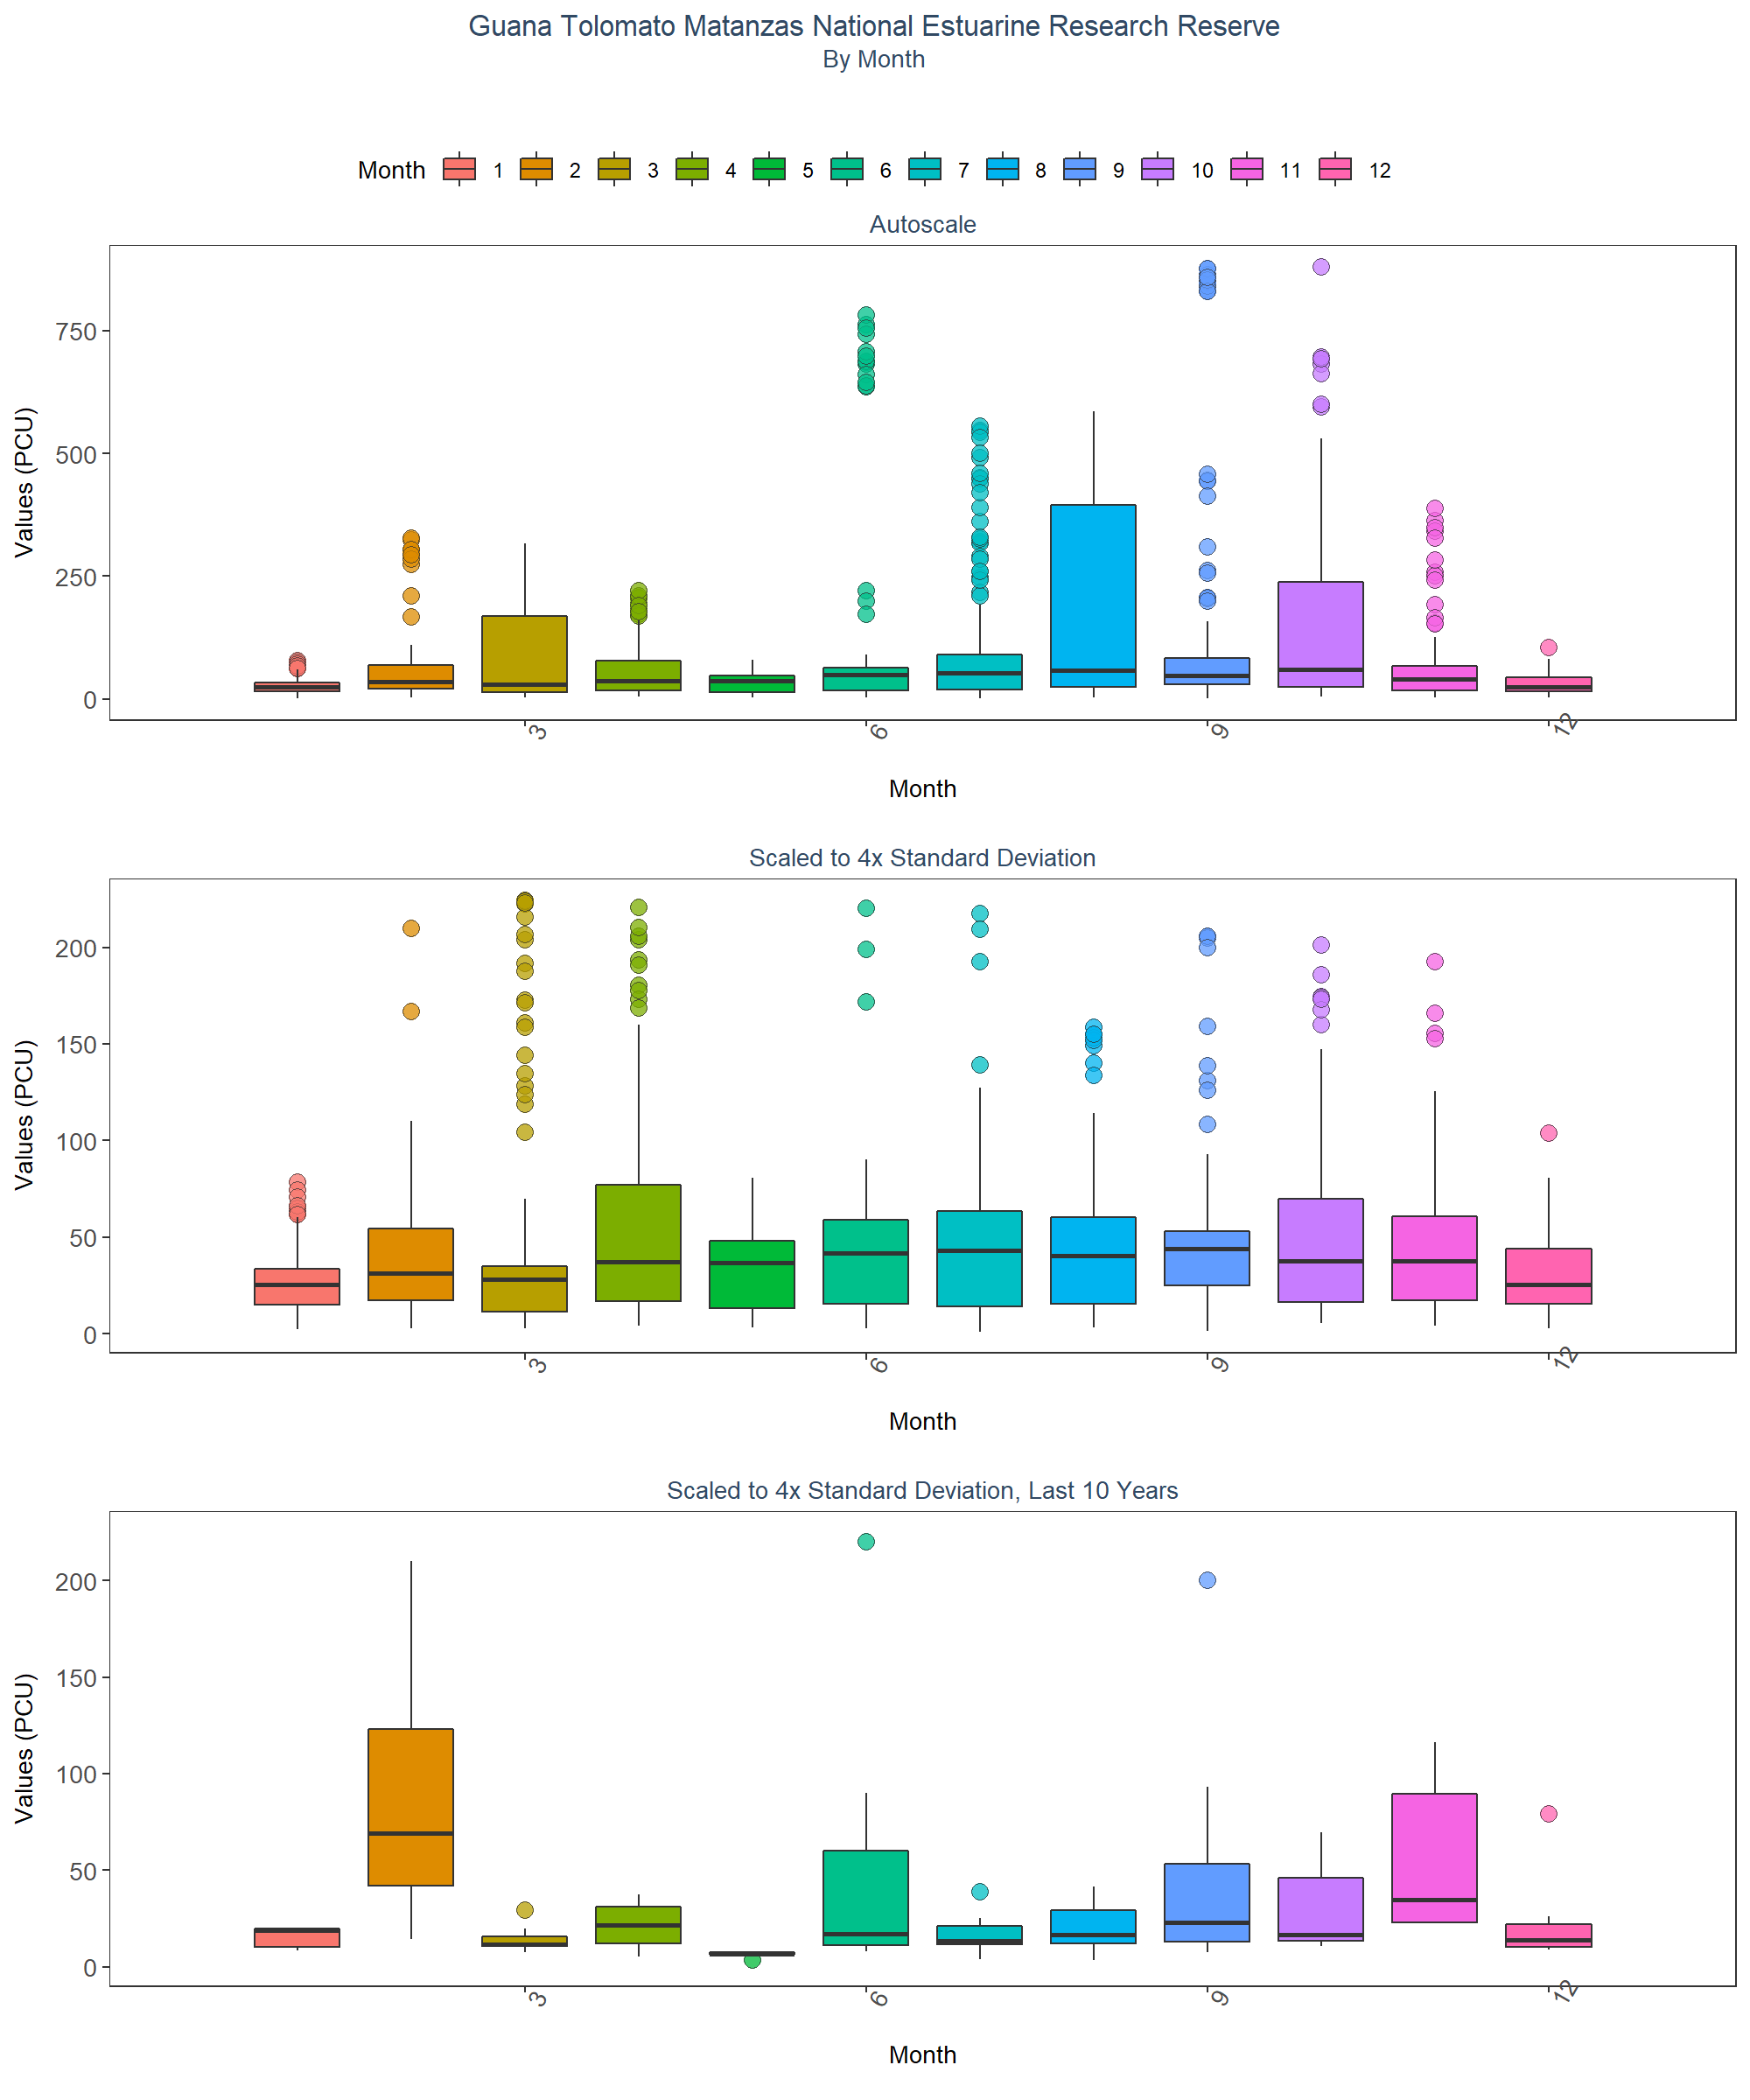 Guana Tolomato Matanzas National Estuarine Research Reserve
By Month
Month 1 2 3 4 5 6 7 8 9 10 11 12
Autoscale
Values (PCU)
750
500
250
0
3 6 9 12
Month
Scaled to 4x Standard Deviation
Values (PCU)
200
150
100
50
0
3 6 9 12
Month
Scaled to 4x Standard Deviation, Last 10 Years
Values (PCU)
200
150
100
50
0
3 6 9 12
Month